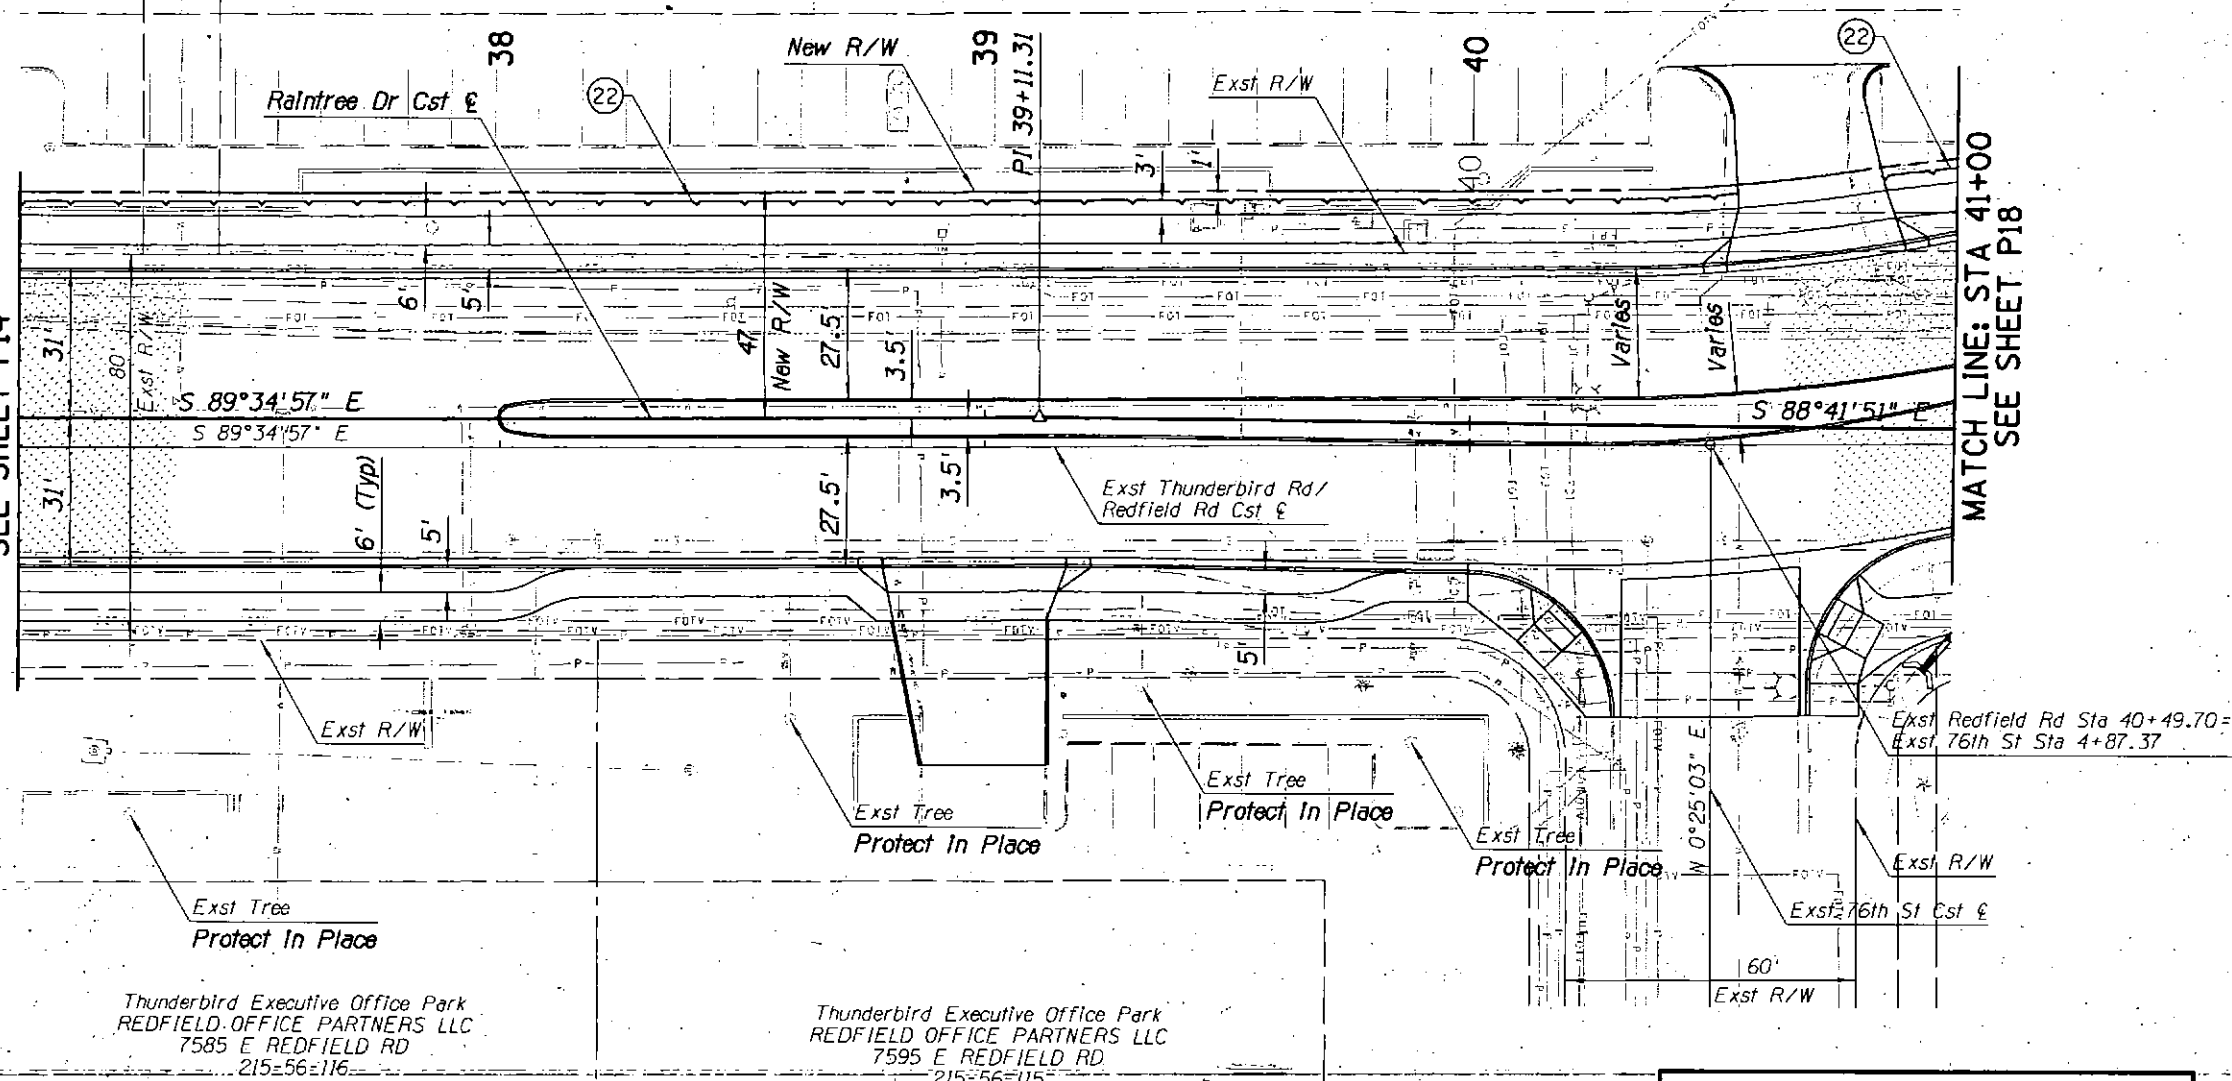 38
39
PI 39+11.31
40
22
New R/W
Raintree Dr Cst ℄
22
Exst R/W
40
3'
1'
MATCH LINE: STA 41+00
SEE SHEET P18
6'
5'
31'
80
Exst R/W
47'
New R/W
27.5'
3.5'
Varies
Varies
S 89°34'57" E
S 89°34'57" E
S 88°41'51" E
31'
6' (Typ)
5'
27.5'
3.5'
Exst Thunderbird Rd/
Redfield Rd Cst ℄
5'
Exst R/W
Exst Redfield Rd Sta 40+49.70=
Exst 76th St Sta 4+87.37
N 0°25'03" E
Exst Tree
Protect In Place
Exst Tree
Protect In Place
Exst Tree
Protect In Place
Exst R/W
Exst Tree
Protect In Place
Exst 76th St Cst ℄
60'
Exst R/W
Thunderbird Executive Office Park
REDFIELD OFFICE PARTNERS LLC
7585 E REDFIELD RD
215-56-116
Thunderbird Executive Office Park
REDFIELD OFFICE PARTNERS LLC
7595 E REDFIELD RD
215-56-115